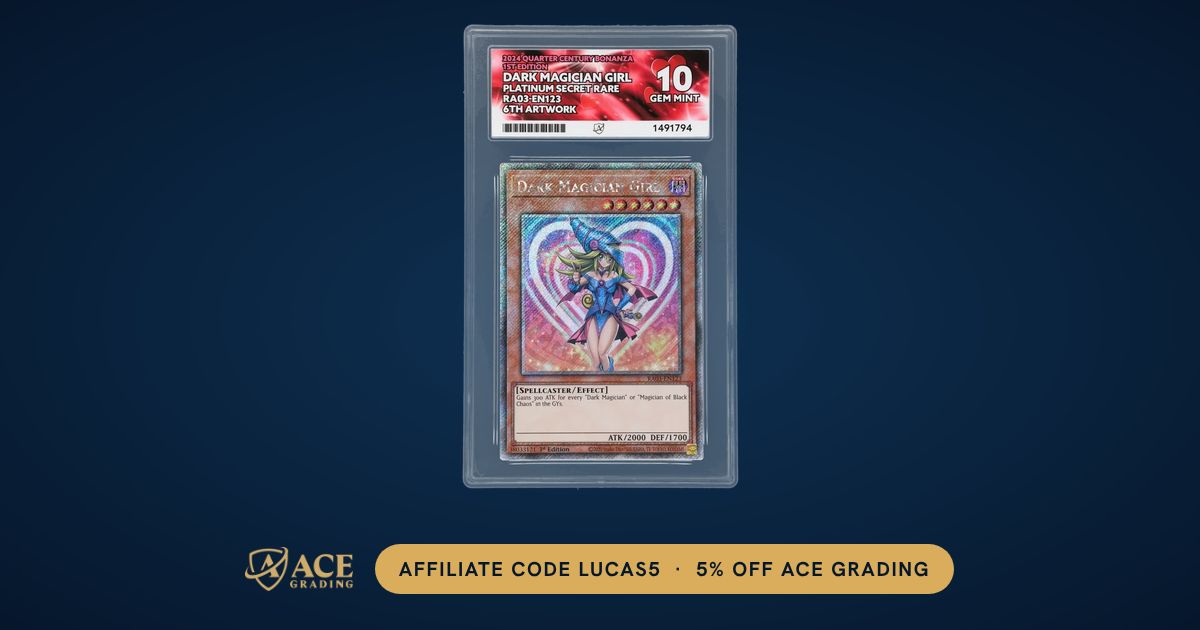 2024 QUARTER CENTURY BONANZA
1ST EDITION
DARK MAGICIAN GIRL
PLATINUM SECRET RARE
RA03-EN123
6TH ARTWORK
10
GEM MINT
1491794
DARK MAGICIAN GIRL
RA03-EN123
[SPELLCASTER/EFFECT]
Gains 300 ATK for every "Dark Magician" or "Magician of Black
Chaos" in the GYs.
ATK/2000 DEF/1700
1st Edition
ACE
GRADING
AFFILIATE CODE LUCAS5 · 5% OFF ACE GRADING